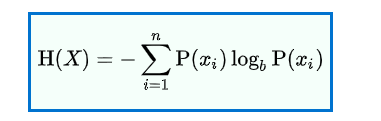 H(X) = − ∑_{i=1}^{n} P(x_i) log_b P(x_i)